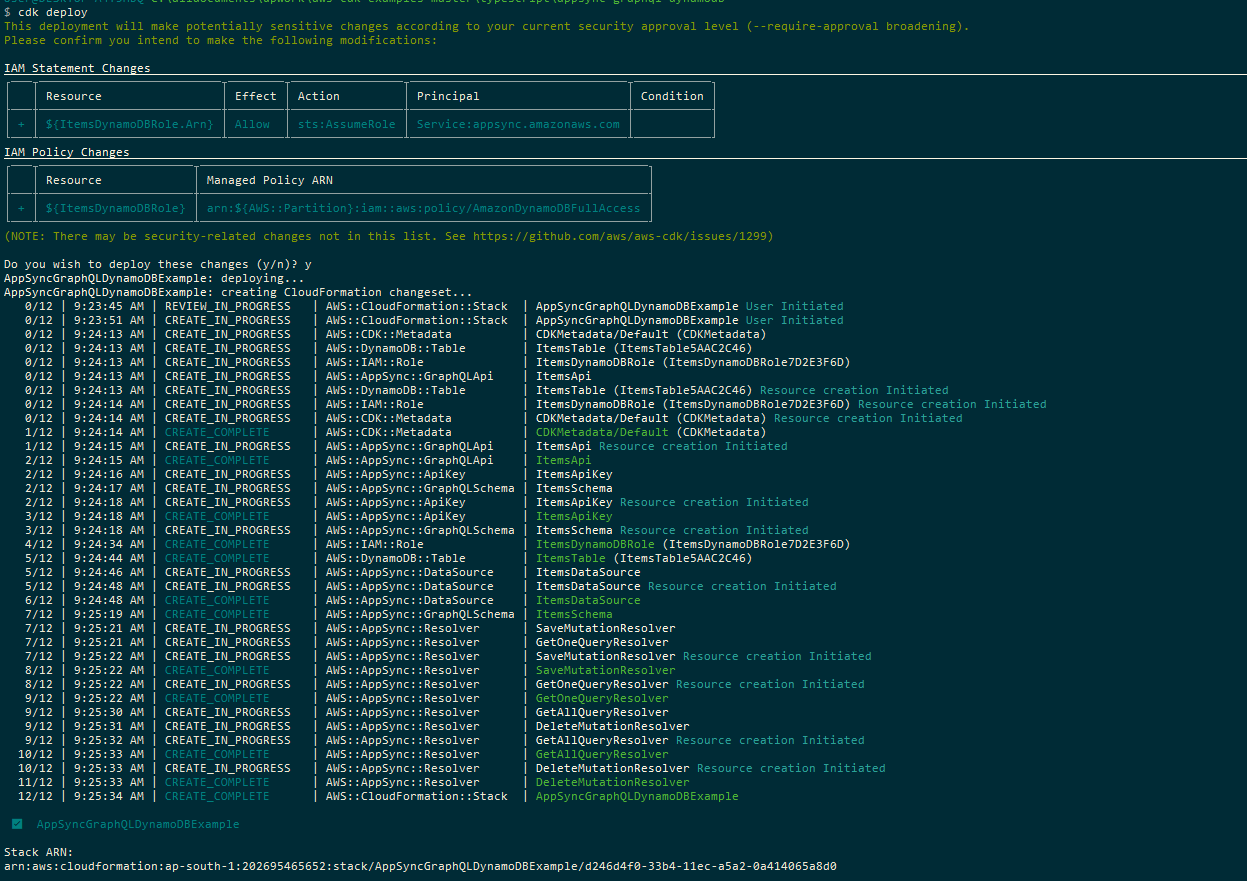 $ cdk deploy
This deployment will make potentially sensitive changes according to your current security approval level (--require-approval broadening).
Please confirm you intend to make the following modifications:
IAM Statement Changes
Resource Effect Action Principal Condition
+ ${ItemsDynamoDBRole.Arn} Allow sts:AssumeRole Service:appsync.amazonaws.com
IAM Policy Changes
Resource Managed Policy ARN
+ ${ItemsDynamoDBRole} arn:${AWS::Partition}:iam::aws:policy/AmazonDynamoDBFullAccess
(NOTE: There may be security-related changes not in this list. See https://github.com/aws/aws-cdk/issues/1299)
Do you wish to deploy these changes (y/n)? y
AppSyncGraphQLDynamoDBExample: deploying...
AppSyncGraphQLDynamoDBExample: creating CloudFormation changeset...
0/12 | 9:23:45 AM | REVIEW_IN_PROGRESS | AWS::CloudFormation::Stack | AppSyncGraphQLDynamoDBExample User Initiated
0/12 | 9:23:51 AM | CREATE_IN_PROGRESS | AWS::CloudFormation::Stack | AppSyncGraphQLDynamoDBExample User Initiated
0/12 | 9:24:13 AM | CREATE_IN_PROGRESS | AWS::CDK::Metadata | CDKMetadata/Default (CDKMetadata)
0/12 | 9:24:13 AM | CREATE_IN_PROGRESS | AWS::DynamoDB::Table | ItemsTable (ItemsTable5AAC2C46)
0/12 | 9:24:13 AM | CREATE_IN_PROGRESS | AWS::IAM::Role | ItemsDynamoDBRole (ItemsDynamoDBRole7D2E3F6D)
0/12 | 9:24:13 AM | CREATE_IN_PROGRESS | AWS::AppSync::GraphQLApi | ItemsApi
0/12 | 9:24:13 AM | CREATE_IN_PROGRESS | AWS::DynamoDB::Table | ItemsTable (ItemsTable5AAC2C46) Resource creation Initiated
0/12 | 9:24:14 AM | CREATE_IN_PROGRESS | AWS::IAM::Role | ItemsDynamoDBRole (ItemsDynamoDBRole7D2E3F6D) Resource creation Initiated
0/12 | 9:24:14 AM | CREATE_IN_PROGRESS | AWS::CDK::Metadata | CDKMetadata/Default (CDKMetadata) Resource creation Initiated
1/12 | 9:24:14 AM | CREATE_COMPLETE | AWS::CDK::Metadata | CDKMetadata/Default (CDKMetadata)
1/12 | 9:24:15 AM | CREATE_IN_PROGRESS | AWS::AppSync::GraphQLApi | ItemsApi Resource creation Initiated
2/12 | 9:24:15 AM | CREATE_COMPLETE | AWS::AppSync::GraphQLApi | ItemsApi
2/12 | 9:24:16 AM | CREATE_IN_PROGRESS | AWS::AppSync::ApiKey | ItemsApiKey
2/12 | 9:24:17 AM | CREATE_IN_PROGRESS | AWS::AppSync::GraphQLSchema | ItemsSchema
2/12 | 9:24:18 AM | CREATE_IN_PROGRESS | AWS::AppSync::ApiKey | ItemsApiKey Resource creation Initiated
3/12 | 9:24:18 AM | CREATE_COMPLETE | AWS::AppSync::ApiKey | ItemsApiKey
3/12 | 9:24:18 AM | CREATE_IN_PROGRESS | AWS::AppSync::GraphQLSchema | ItemsSchema Resource creation Initiated
4/12 | 9:24:34 AM | CREATE_COMPLETE | AWS::IAM::Role | ItemsDynamoDBRole (ItemsDynamoDBRole7D2E3F6D)
5/12 | 9:24:44 AM | CREATE_COMPLETE | AWS::DynamoDB::Table | ItemsTable (ItemsTable5AAC2C46)
5/12 | 9:24:46 AM | CREATE_IN_PROGRESS | AWS::AppSync::DataSource | ItemsDataSource
5/12 | 9:24:48 AM | CREATE_IN_PROGRESS | AWS::AppSync::DataSource | ItemsDataSource Resource creation Initiated
6/12 | 9:24:48 AM | CREATE_COMPLETE | AWS::AppSync::DataSource | ItemsDataSource
7/12 | 9:25:19 AM | CREATE_COMPLETE | AWS::AppSync::GraphQLSchema | ItemsSchema
7/12 | 9:25:21 AM | CREATE_IN_PROGRESS | AWS::AppSync::Resolver | SaveMutationResolver
7/12 | 9:25:21 AM | CREATE_IN_PROGRESS | AWS::AppSync::Resolver | GetOneQueryResolver
7/12 | 9:25:22 AM | CREATE_IN_PROGRESS | AWS::AppSync::Resolver | SaveMutationResolver Resource creation Initiated
8/12 | 9:25:22 AM | CREATE_COMPLETE | AWS::AppSync::Resolver | SaveMutationResolver
8/12 | 9:25:22 AM | CREATE_IN_PROGRESS | AWS::AppSync::Resolver | GetOneQueryResolver Resource creation Initiated
9/12 | 9:25:22 AM | CREATE_COMPLETE | AWS::AppSync::Resolver | GetOneQueryResolver
9/12 | 9:25:30 AM | CREATE_IN_PROGRESS | AWS::AppSync::Resolver | GetAllQueryResolver
9/12 | 9:25:31 AM | CREATE_IN_PROGRESS | AWS::AppSync::Resolver | DeleteMutationResolver
9/12 | 9:25:32 AM | CREATE_IN_PROGRESS | AWS::AppSync::Resolver | GetAllQueryResolver Resource creation Initiated
10/12 | 9:25:33 AM | CREATE_COMPLETE | AWS::AppSync::Resolver | GetAllQueryResolver
10/12 | 9:25:33 AM | CREATE_IN_PROGRESS | AWS::AppSync::Resolver | DeleteMutationResolver Resource creation Initiated
11/12 | 9:25:33 AM | CREATE_COMPLETE | AWS::AppSync::Resolver | DeleteMutationResolver
12/12 | 9:25:34 AM | CREATE_COMPLETE | AWS::CloudFormation::Stack | AppSyncGraphQLDynamoDBExample
AppSyncGraphQLDynamoDBExample
Stack ARN:
arn:aws:cloudformation:ap-south-1:202695465652:stack/AppSyncGraphQLDynamoDBExample/d246d4f0-33b4-11ec-a5a2-0a414065a8d0